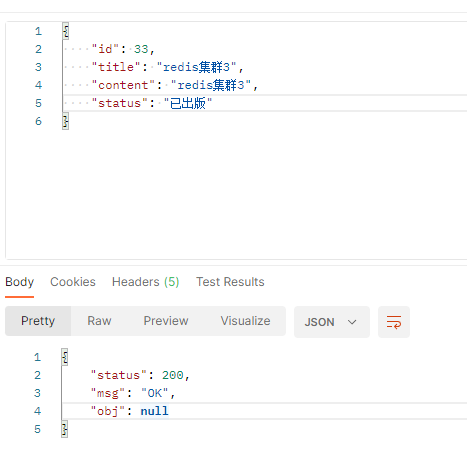 1 {
2 "id": 33,
3 "title": "redis集群3",
4 "content": "redis集群3",
5 "status": "已出版"
6 }
Body Cookies Headers (5) Test Results
Pretty Raw Preview Visualize JSON
1 {
2 "status": 200,
3 "msg": "OK",
4 "obj": null
5 }